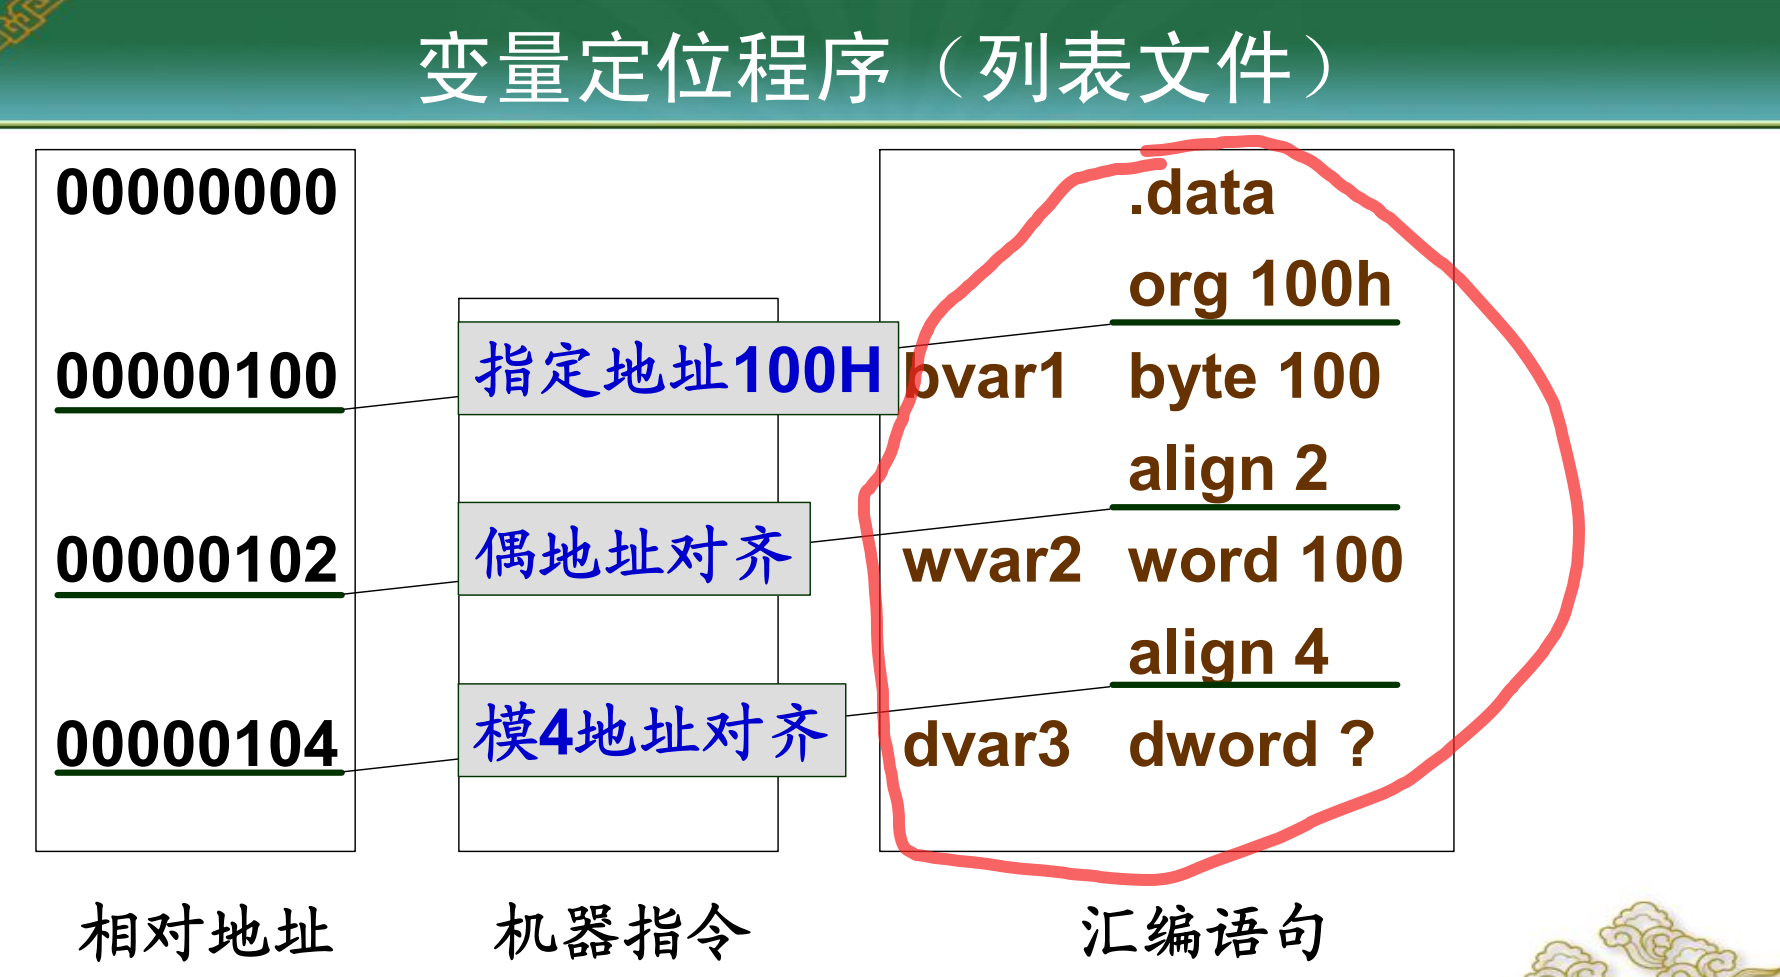 变量定位程序（列表文件）
00000000 .data
org 100h
00000100 指定地址100H bvar1 byte 100
align 2
00000102 偶地址对齐 wvar2 word 100
align 4
00000104 模4地址对齐 dvar3 dword ?
相对地址 机器指令 汇编语句